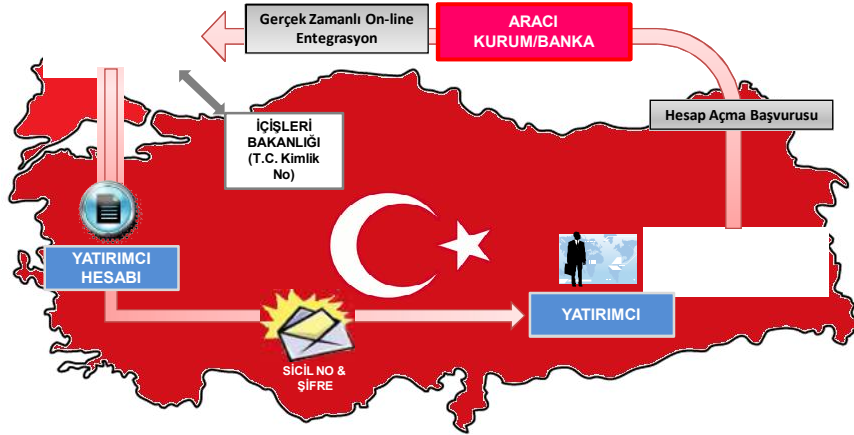 Gerçek Zamanlı On-line
Entegrasyon
ARACI
KURUM/BANKA
Hesap Açma Başvurusu
İÇİŞLERİ
BAKANLIĞI
(T.C. Kimlik
No)
YATIRIMCI
HESABI
YATIRIMCI
SİCİL NO &
ŞİFRE